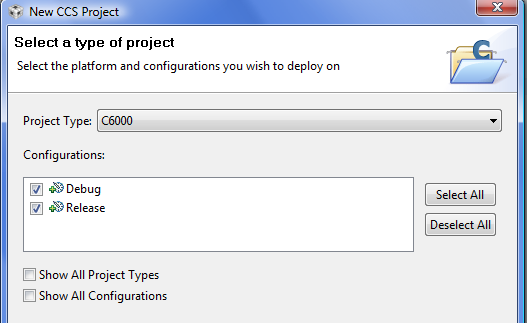 New CCS Project
Select a type of project
Select the platform and configurations you wish to deploy on
C
Project Type: C6000
Configurations:
Debug
Release
Select All
Deselect All
Show All Project Types
Show All Configurations